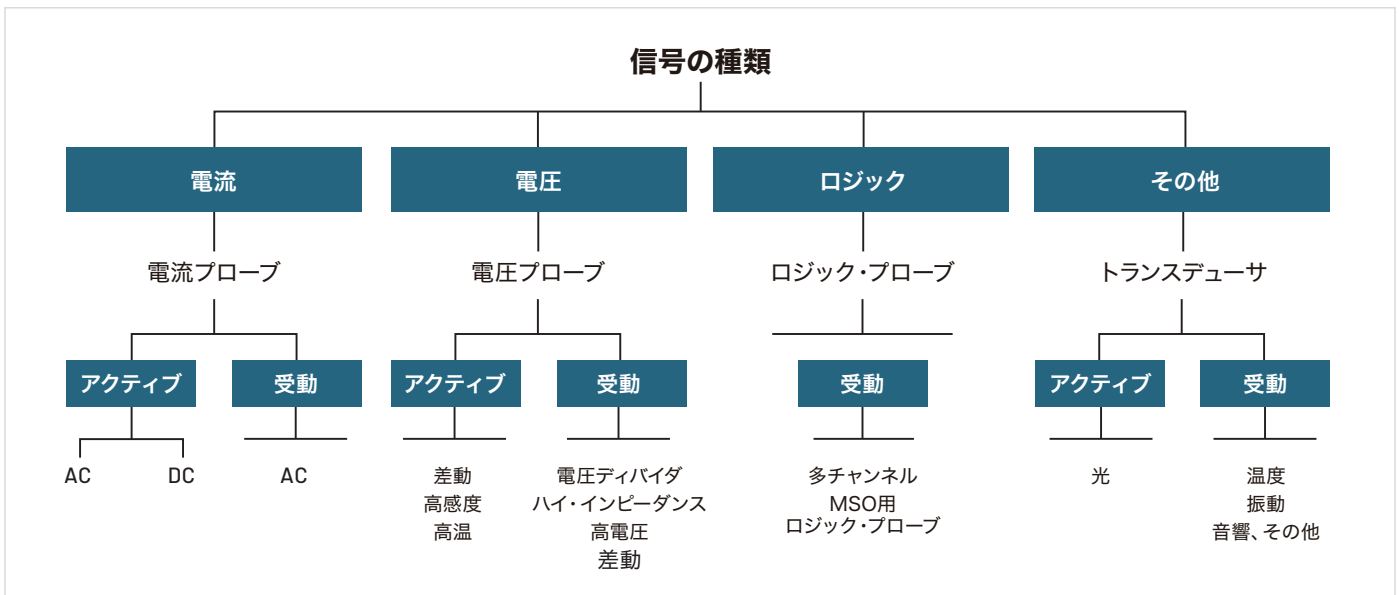 信号の種類
電流
電圧
ロジック
その他
電流プローブ
電圧プローブ
ロジック・プローブ
トランスデューサ
アクティブ
受動
アクティブ
受動
受動
アクティブ
受動
AC
DC
AC
差動
高感度
高温
電圧ディバイダ
ハイ・インピーダンス
高電圧
差動
多チャンネル
MSO用
ロジック・プローブ
光
温度
振動
音響、その他